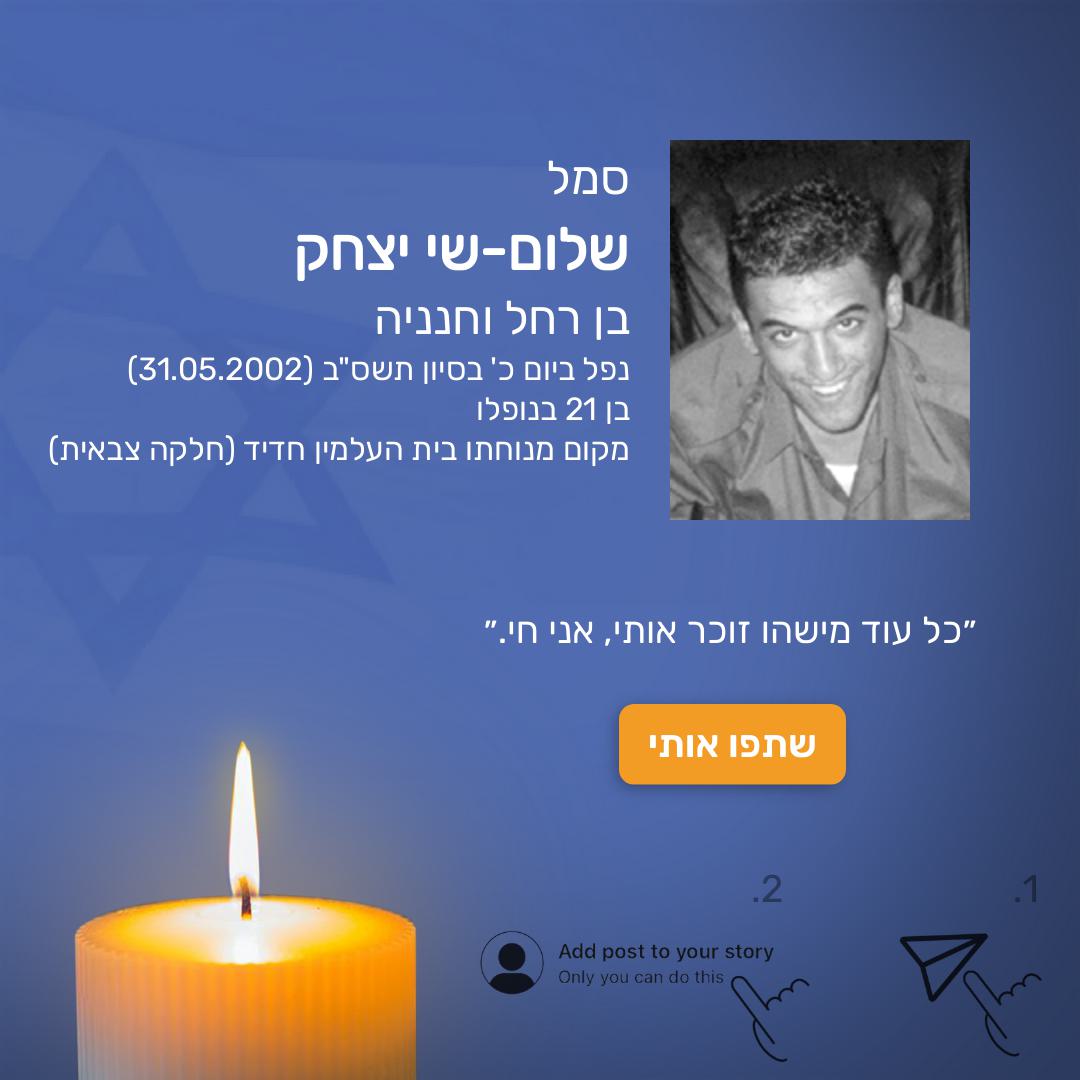 סמל
שלום-שי יצחק
בן רחל וחנניה
נפל ביום כ' בסיון תשס"ב (31.05.2002)
בן 21 בנופלו
מקום מנוחתו בית העלמין חדיד (חלקה צבאית)
״כל עוד מישהו זוכר אותי, אני חי.״
שתפו אותי
1.
2.
Add post to your story
Only you can do this